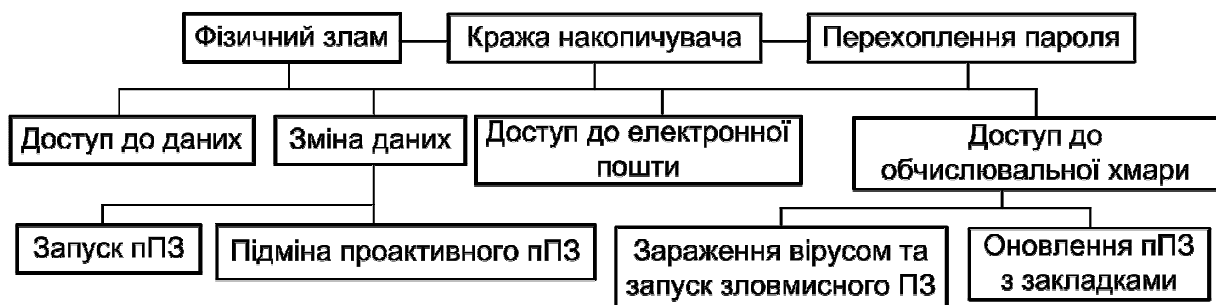 Фізичний злам
Кража накопичувача
Перехоплення пароля
Доступ до даних
Зміна даних
Доступ до електронної
пошти
Доступ до
обчислювальної хмари
Запуск пПЗ
Підміна проактивного пПЗ
Зараження вірусом та
запуск зловмисного ПЗ
Оновлення пПЗ
з закладками